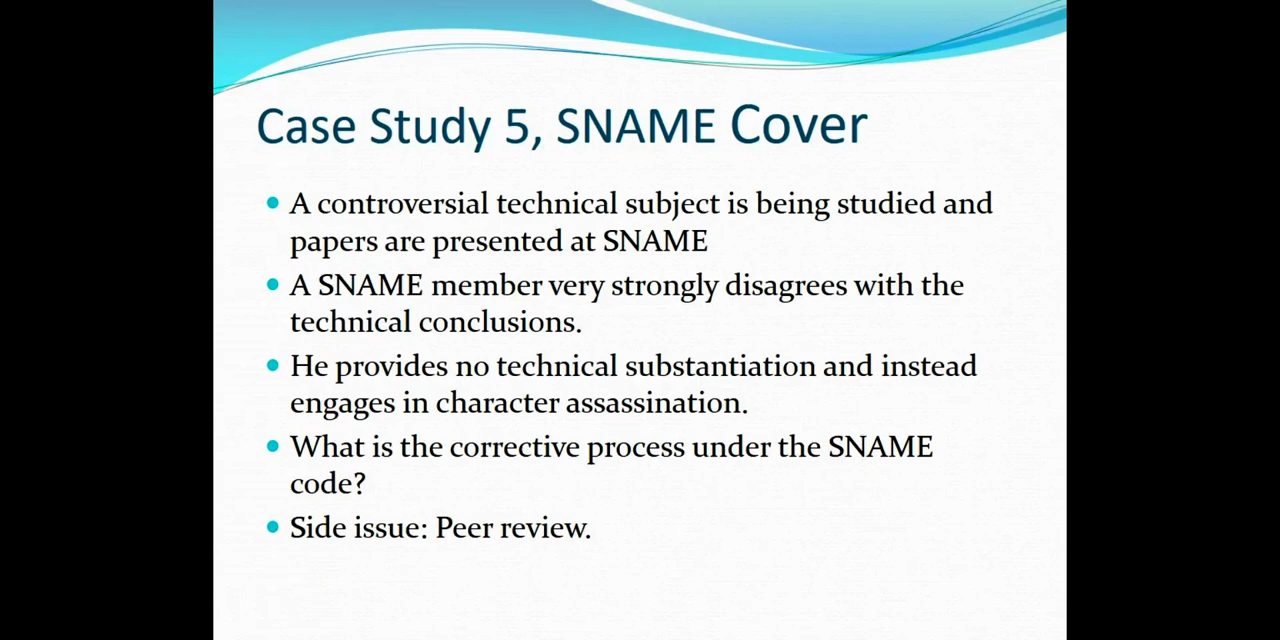 Case Study 5, SNAME Cover
• A controversial technical subject is being studied and
papers are presented at SNAME
• A SNAME member very strongly disagrees with the
technical conclusions.
• He provides no technical substantiation and instead
engages in character assassination.
• What is the corrective process under the SNAME
code?
• Side issue: Peer review.